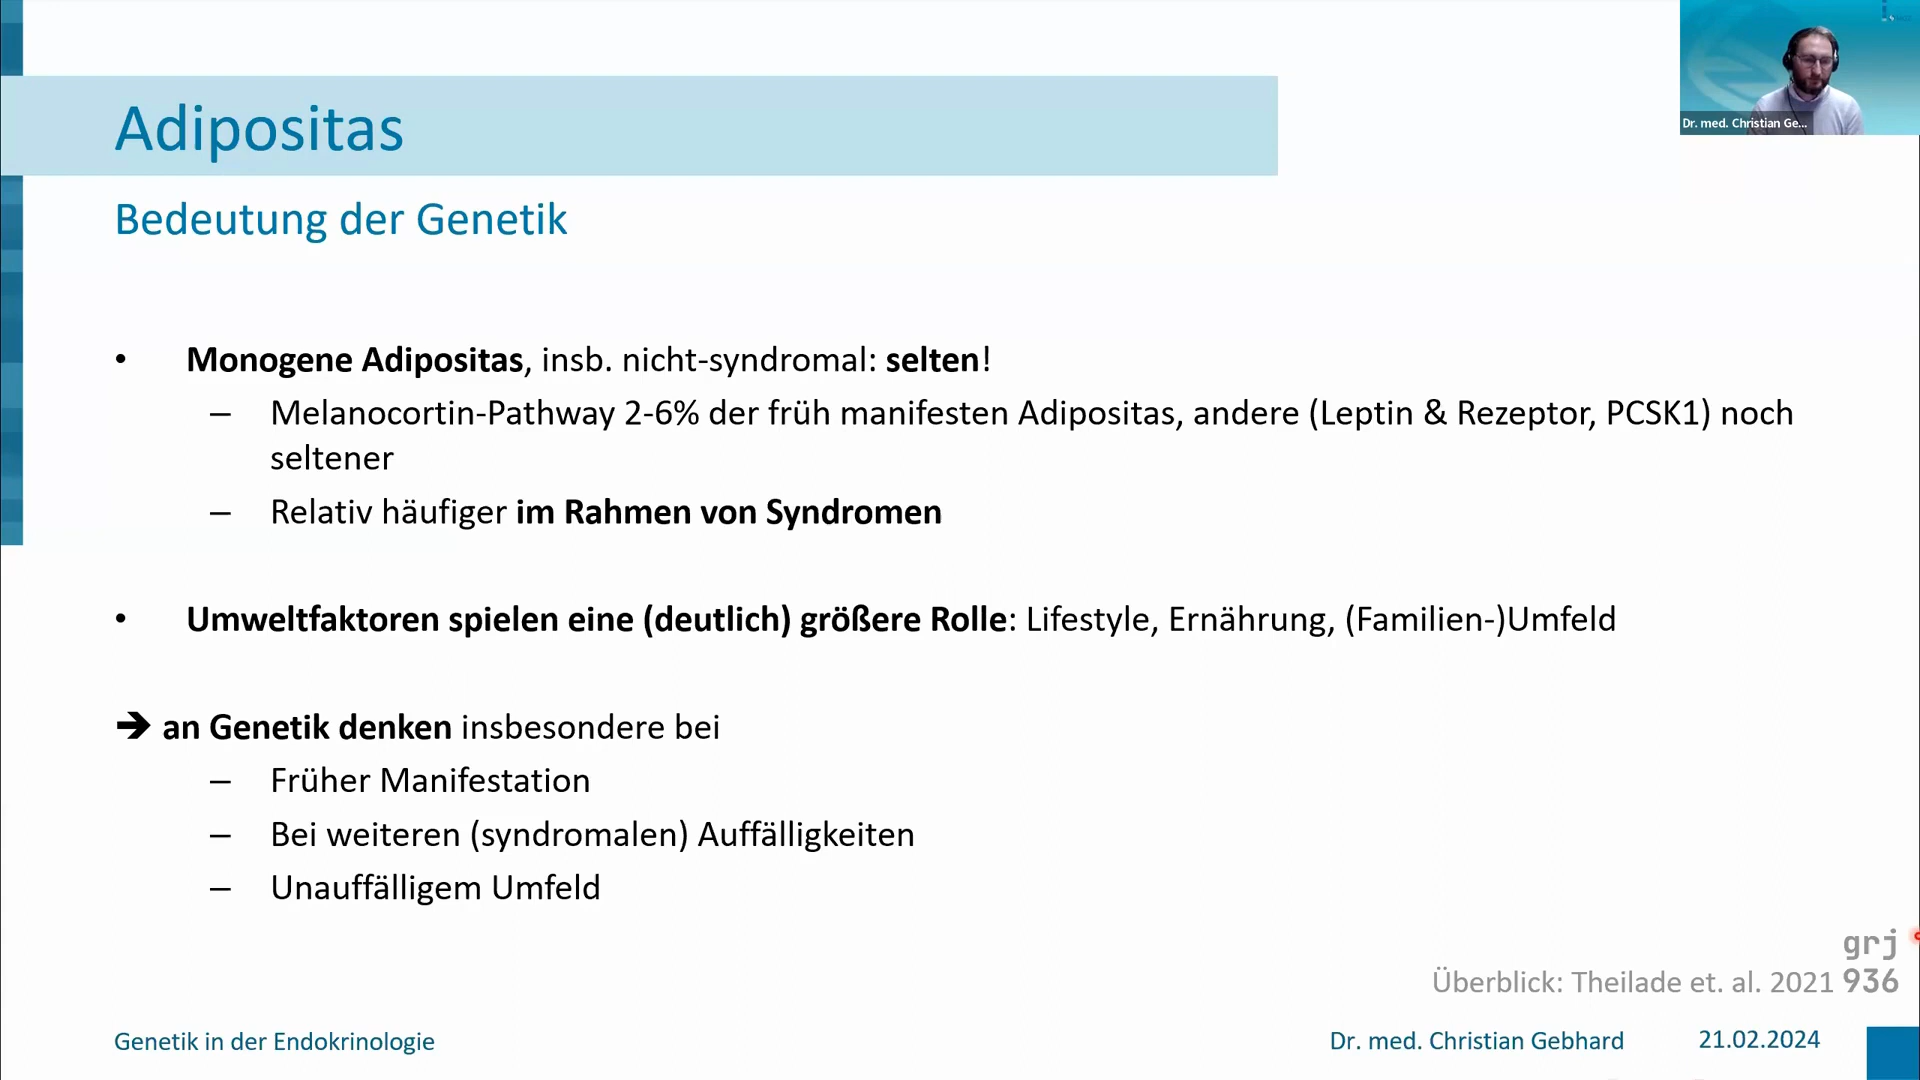 Adipositas
Dr. med. Christian Ge...
Bedeutung der Genetik
• Monogene Adipositas, insb. nicht-syndromal: selten!
– Melanocortin-Pathway 2-6% der früh manifesten Adipositas, andere (Leptin & Rezeptor, PCSK1) noch
seltener
– Relativ häufiger im Rahmen von Syndromen
• Umweltfaktoren spielen eine (deutlich) größere Rolle: Lifestyle, Ernährung, (Familien-)Umfeld
➔ an Genetik denken insbesondere bei
– Früher Manifestation
– Bei weiteren (syndromalen) Auffälligkeiten
– Unauffälligem Umfeld
grj
Überblick: Theilade et. al. 2021 936
Genetik in der Endokrinologie
Dr. med. Christian Gebhard 21.02.2024